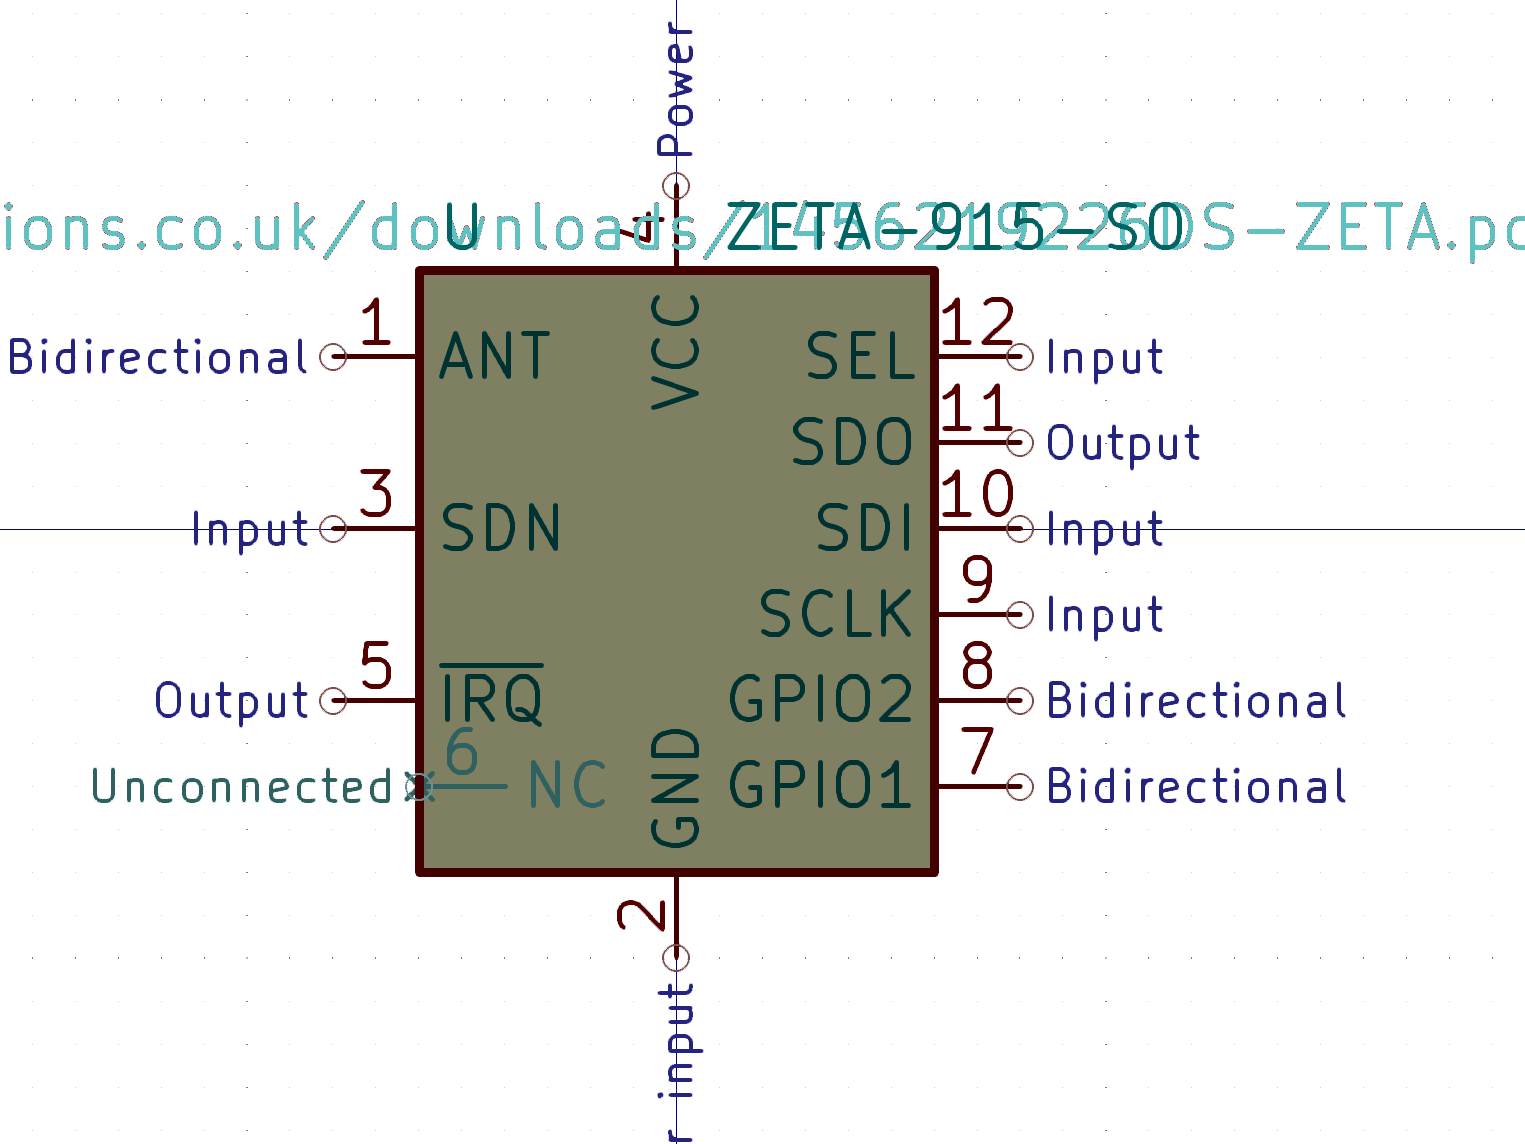 Power
ions.co.uk/downloads/1456219226DS-ZETA.pd
U
4
ZETA-915-SO
VCC
Bidirectional
1
ANT
SEL
12
Input
SDO
11
Output
Input
3
SDN
SDI
10
Input
SCLK
9
Input
Output
5
IRQ
GPIO2
8
Bidirectional
Unconnected
6
NC
GND
GPIO1
7
Bidirectional
2
r input